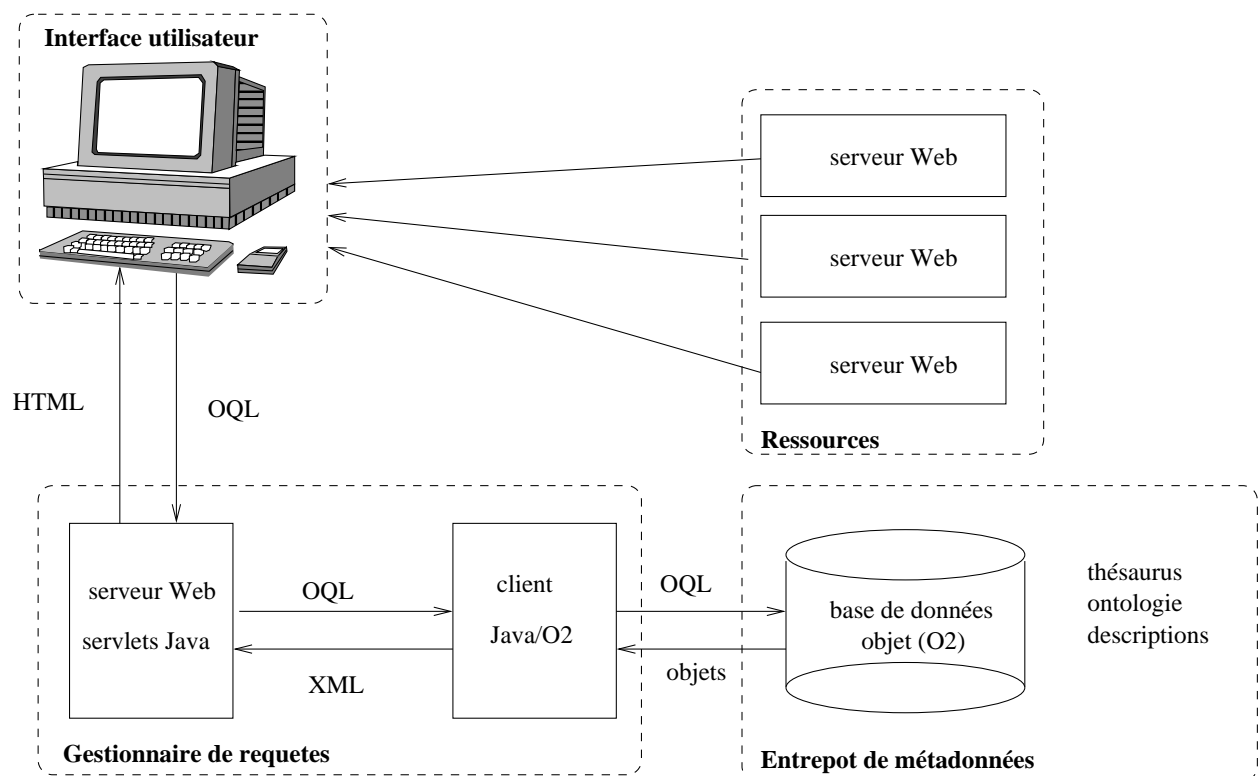 Interface utilisateur
serveur Web
serveur Web
serveur Web
Ressources
HTML
OQL
serveur Web
servlets Java
OQL
XML
client
Java/O2
OQL
objets
base de données
objet (O2)
thésaurus
ontologie
descriptions
Gestionnaire de requetes
Entrepot de métadonnées